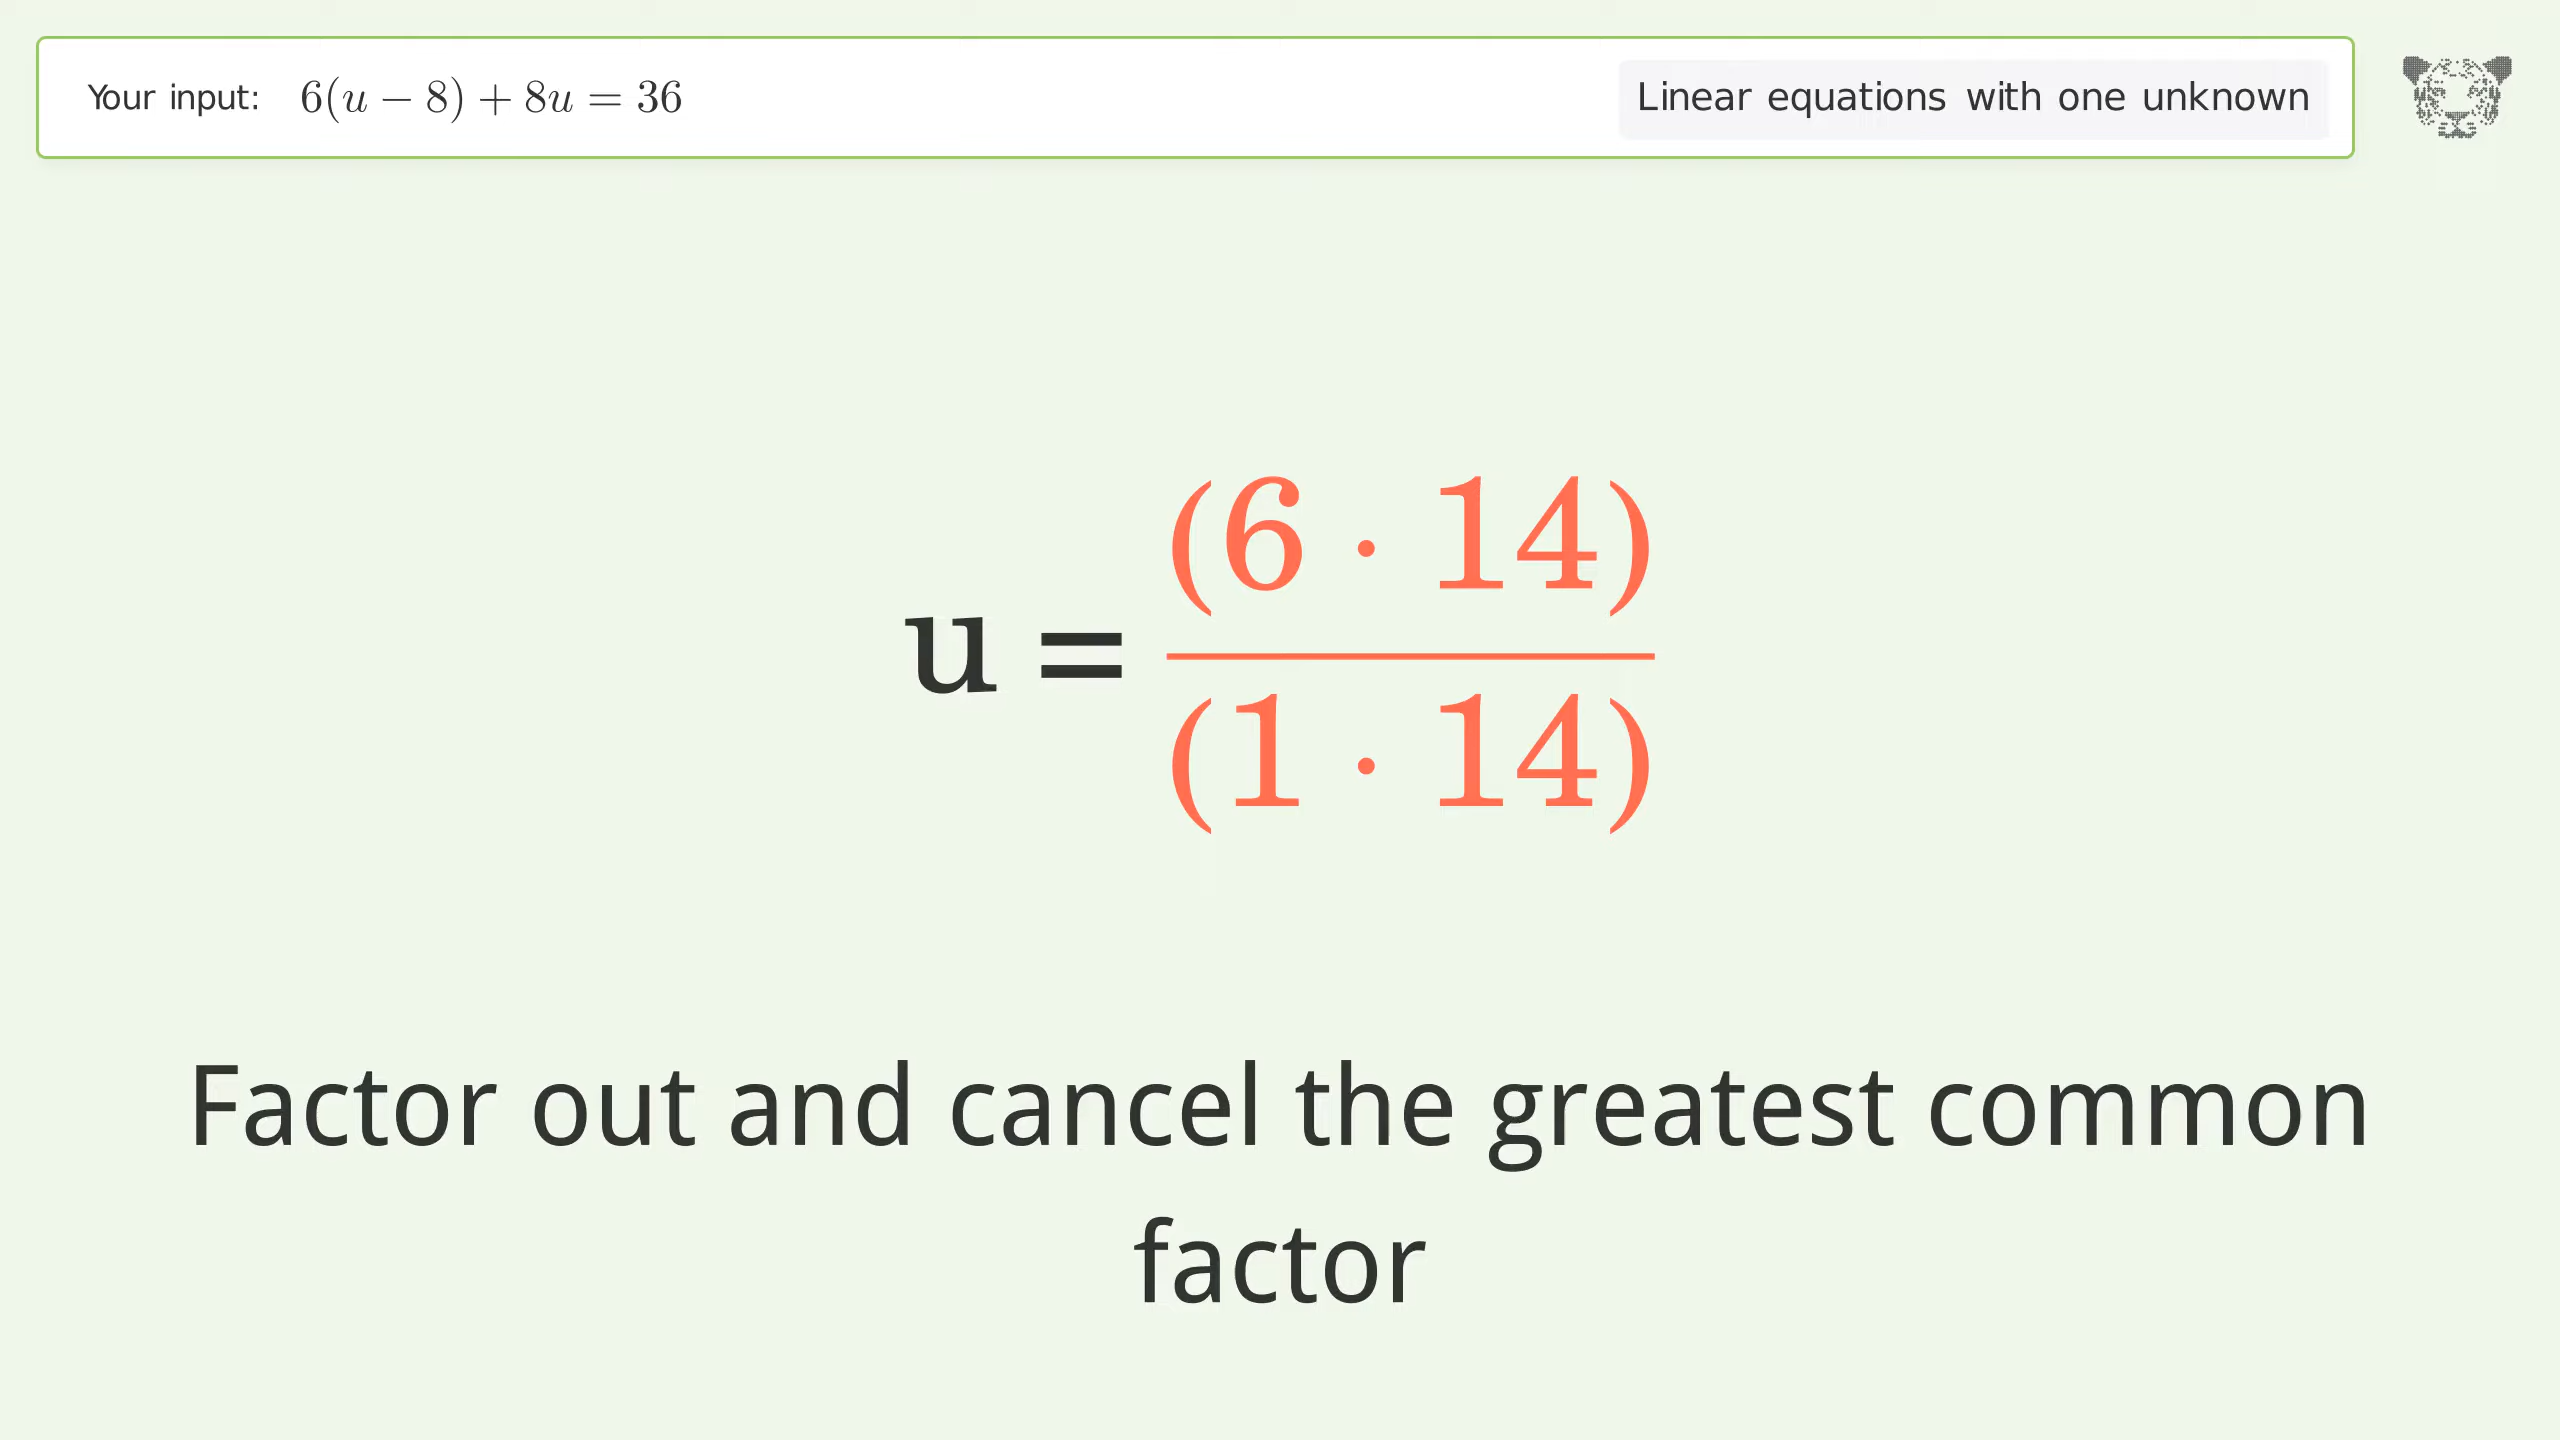 Your input: 6(u − 8) + 8u = 36
Linear equations with one unknown
u = (6 · 14)
(1 · 14)
Factor out and cancel the greatest common
factor